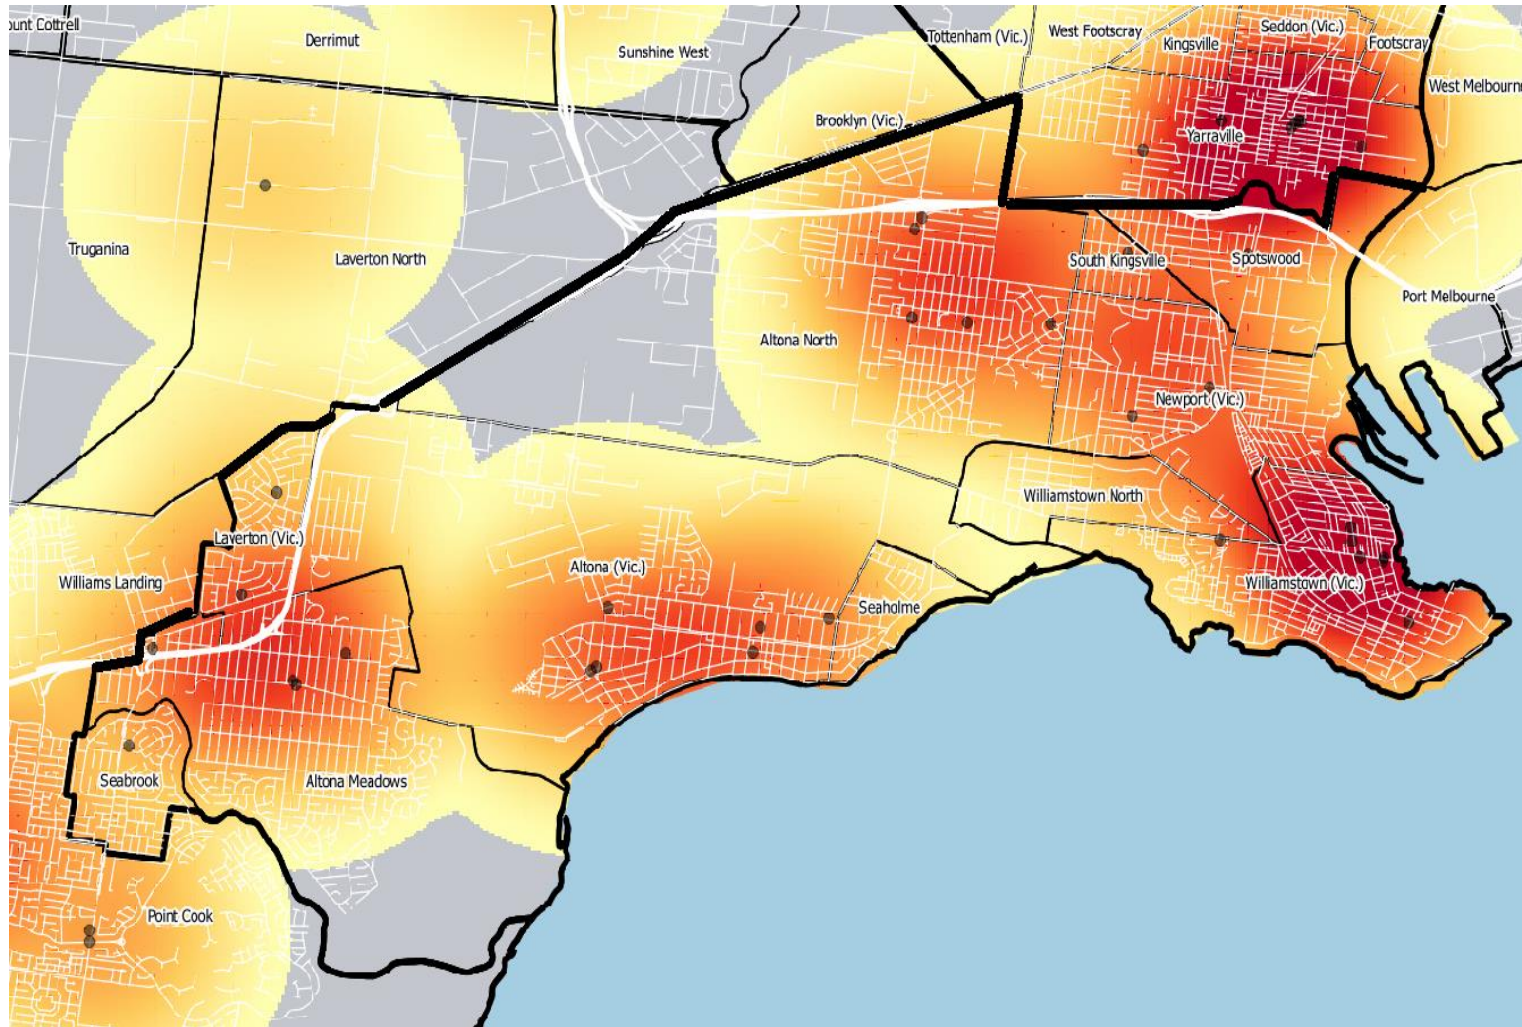 ount Cottrell
Derrimut
Sunshine West
Tottenham (Vic.)
West Footscray
Kingsville
Seddon (Vic.)
Footscray
West Melbourn
Brooklyn (Vic.)
Yarraville
Truganina
Laverton North
South Kingsville
Spotswood
Port Melbourne
Altona North
Newport (Vic.)
Williamstown North
Laverton (Vic.)
Williams Landing
Altona (Vic.)
Seaholme
Williamstown (Vic.)
Seabrook
Altona Meadows
Point Cook